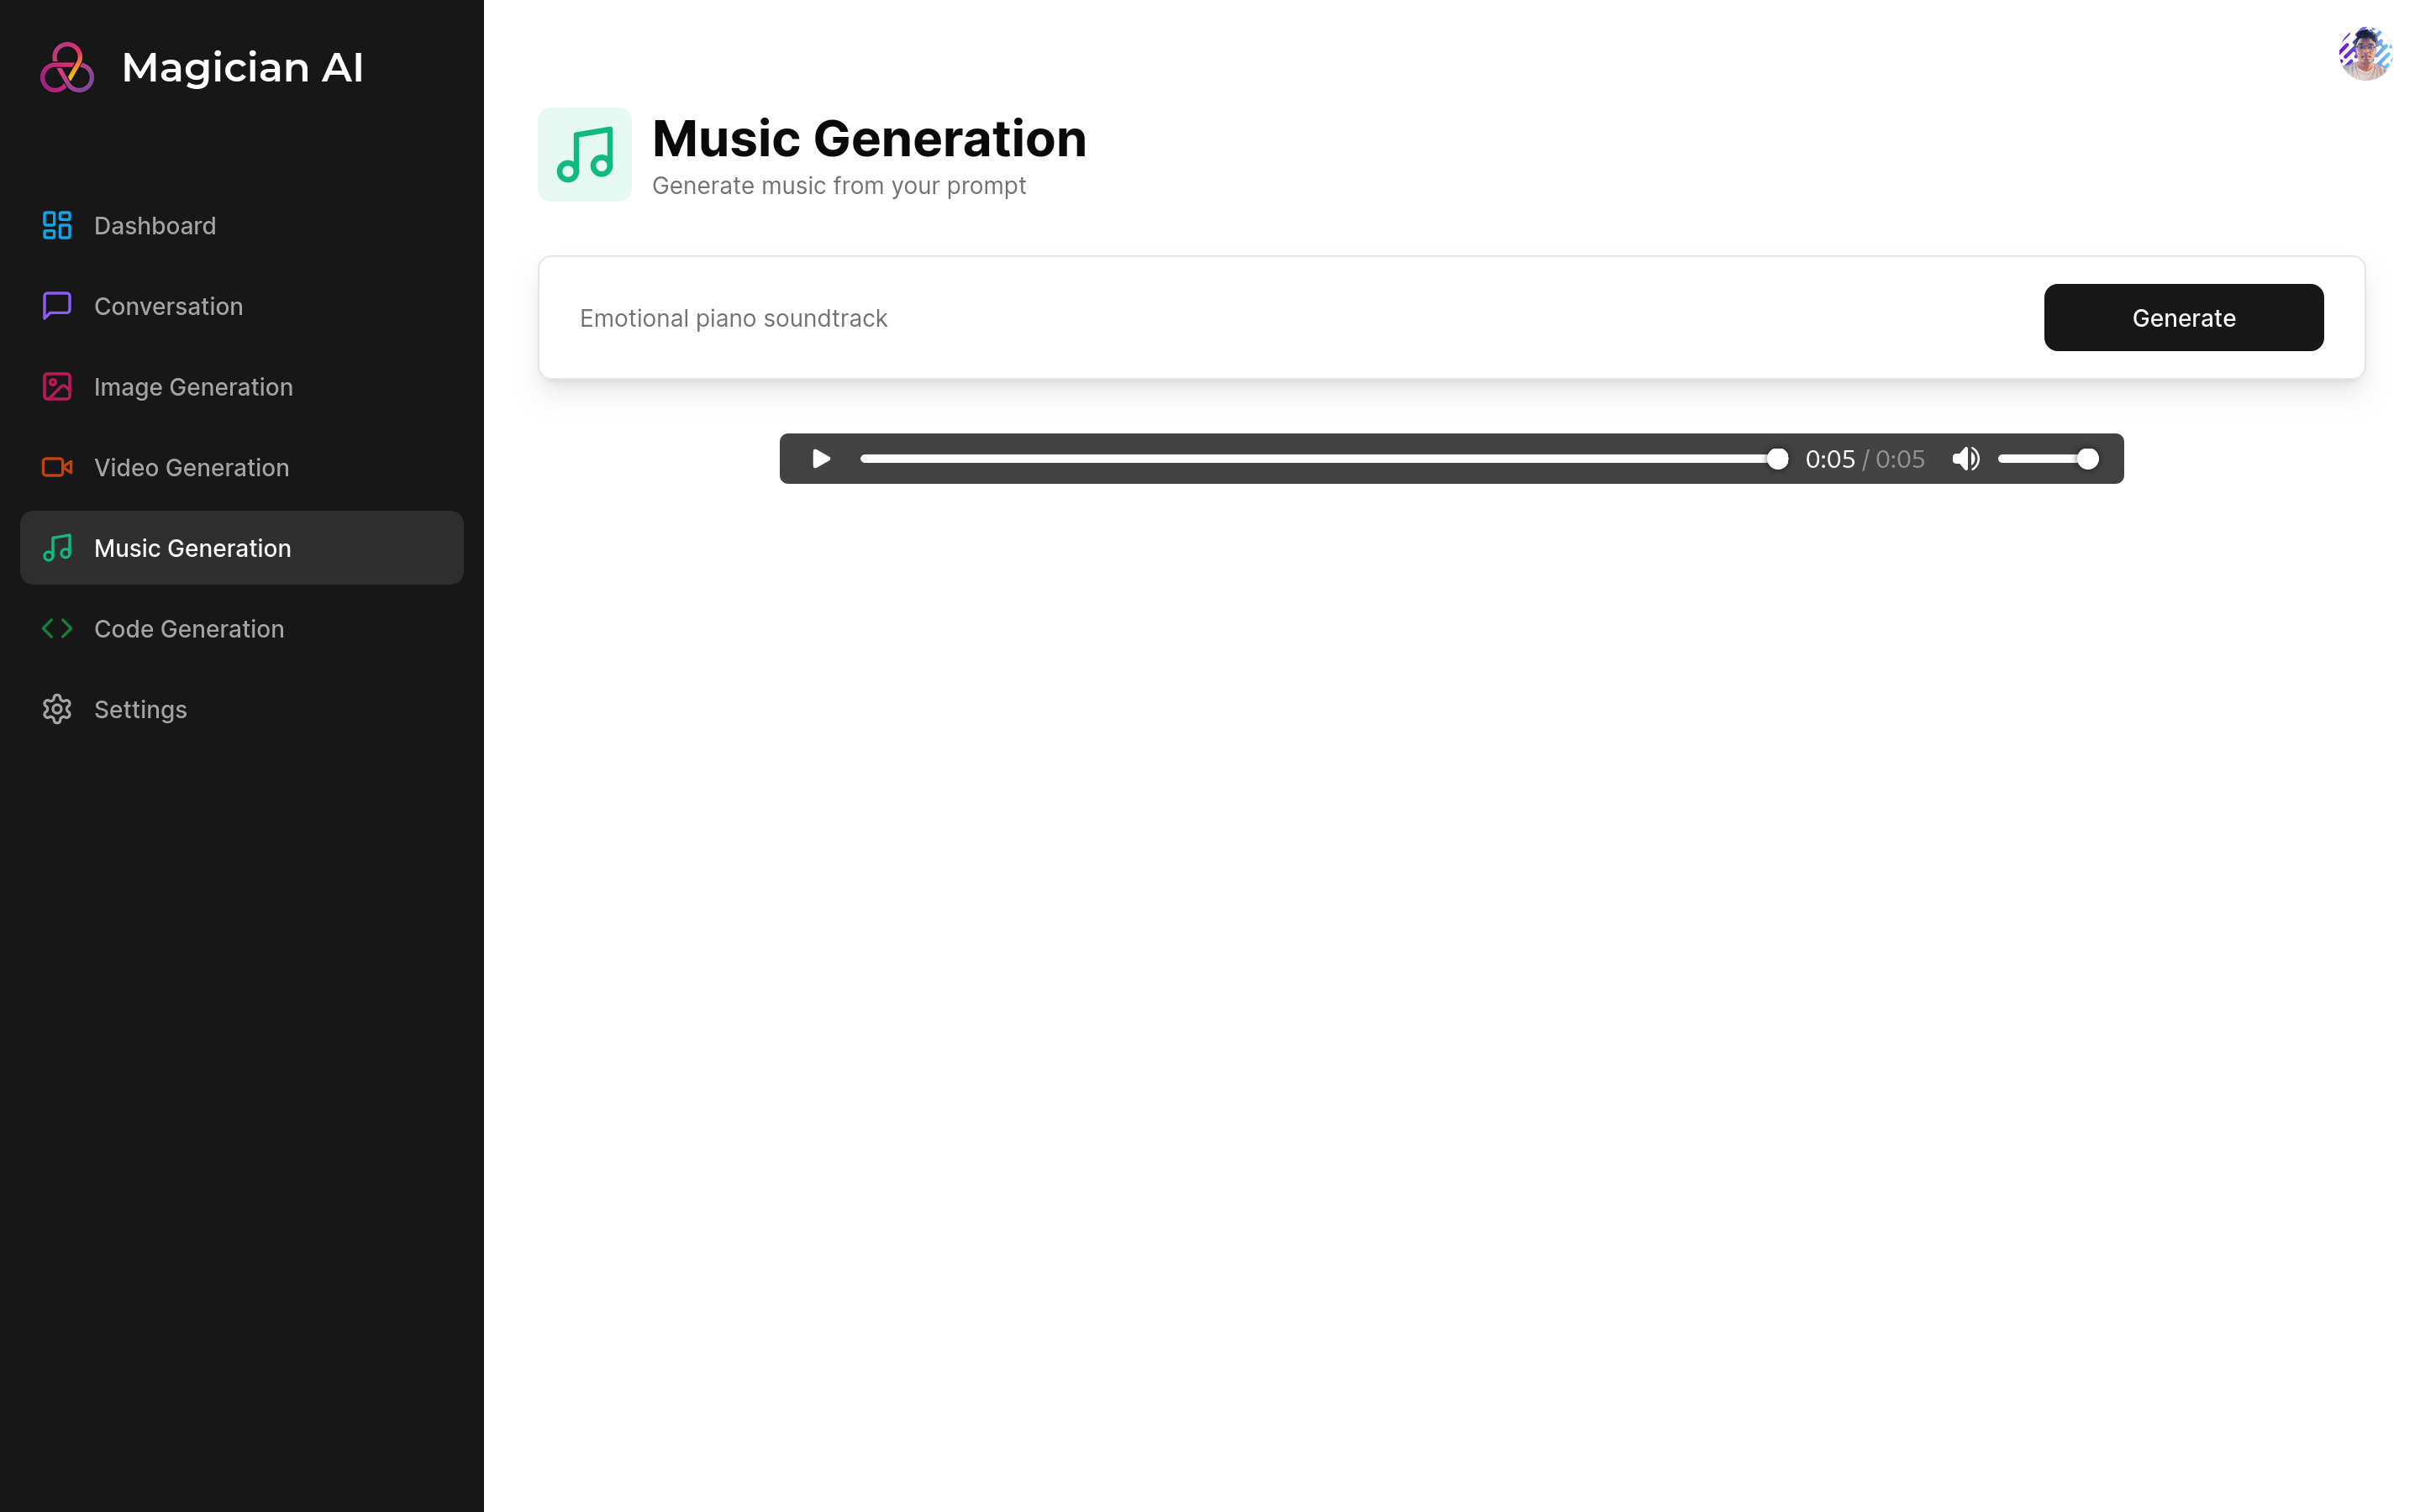 Magician AI
Dashboard
Conversation
Image Generation
Video Generation
Music Generation
Code Generation
Settings
Music Generation
Generate music from your prompt
Emotional piano soundtrack
Generate
0:05 / 0:05